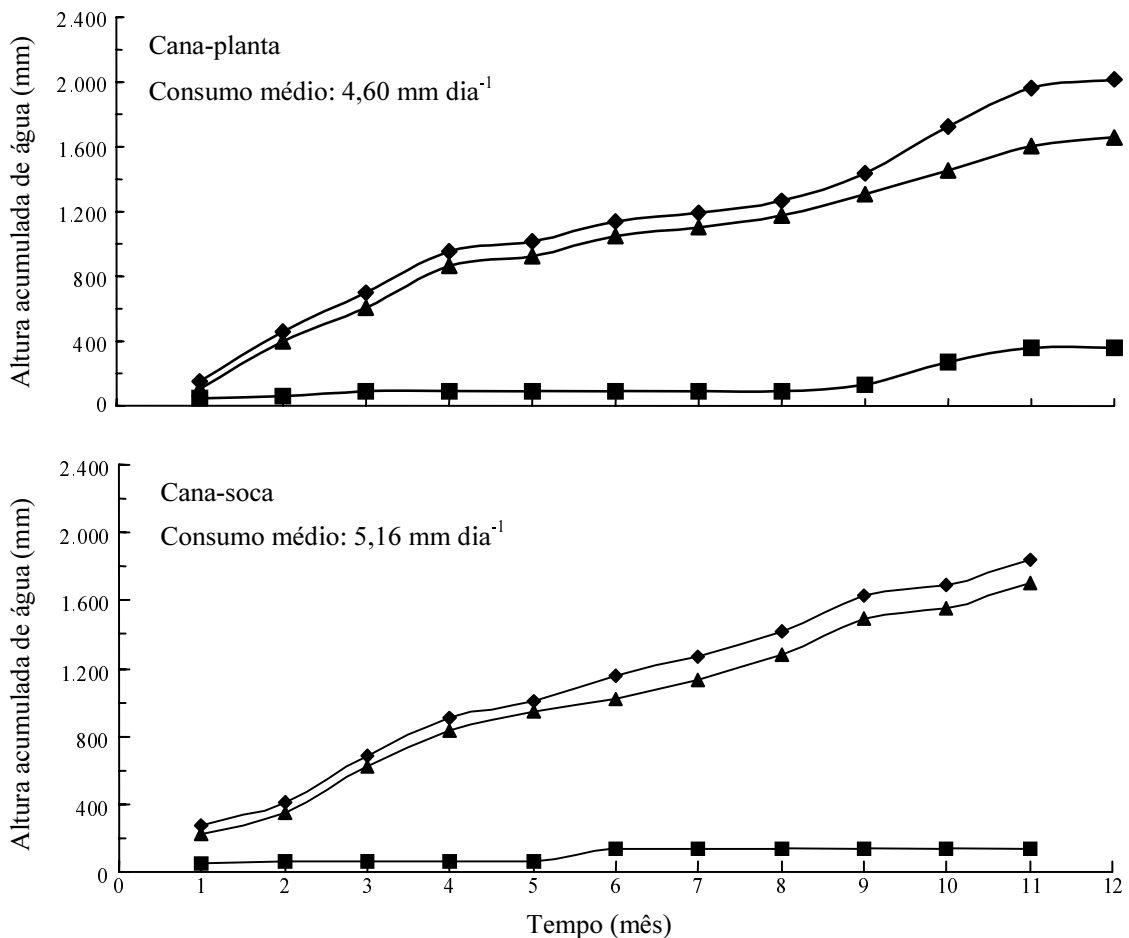 Altura acumulada de água (mm)
2.400
2.000
1.600
1.200
800
400
0
Cana-planta
Consumo médio: 4,60 mm dia⁻¹
Altura acumulada de água (mm)
2.400
2.000
1.600
1.200
800
400
0
Cana-soca
Consumo médio: 5,16 mm dia⁻¹
0 1 2 3 4 5 6 7 8 9 10 11 12
Tempo (mês)